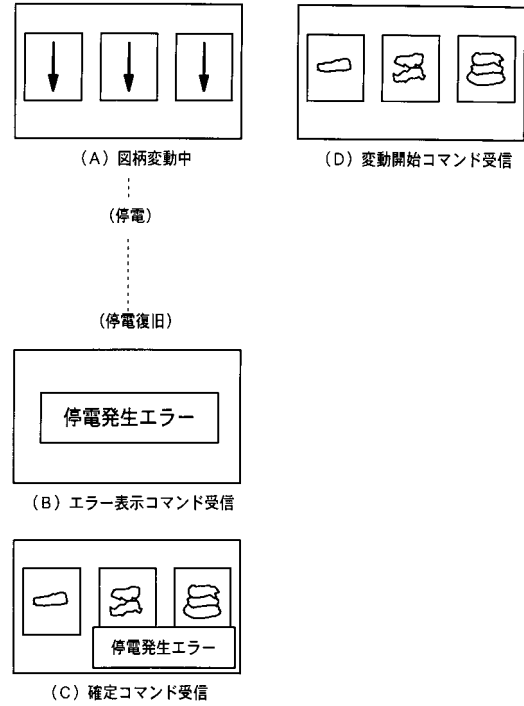 (A) 図柄変動中
(停電)
(停電復旧)
停電発生エラー
(B) エラー表示コマンド受信
停電発生エラー
(C) 確定コマンド受信
(D) 変動開始コマンド受信